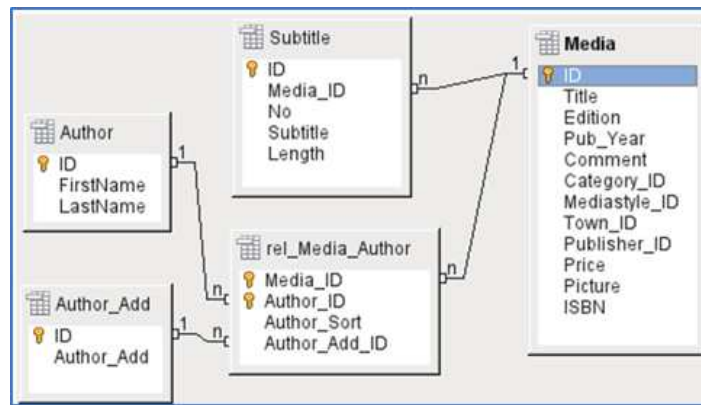 Subtitle
ID
Media_ID
No
Subtitle
Length
Media
ID
Title
Edition
Pub_Year
Comment
Category_ID
Mediastyle_ID
Town_ID
Publisher_ID
Price
Picture
ISBN
Author
ID
FirstName
LastName
rel_Media_Author
Media_ID
Author_ID
Author_Sort
Author_Add_ID
Author_Add
ID
Author_Add
1
n
1
n
1
n
n